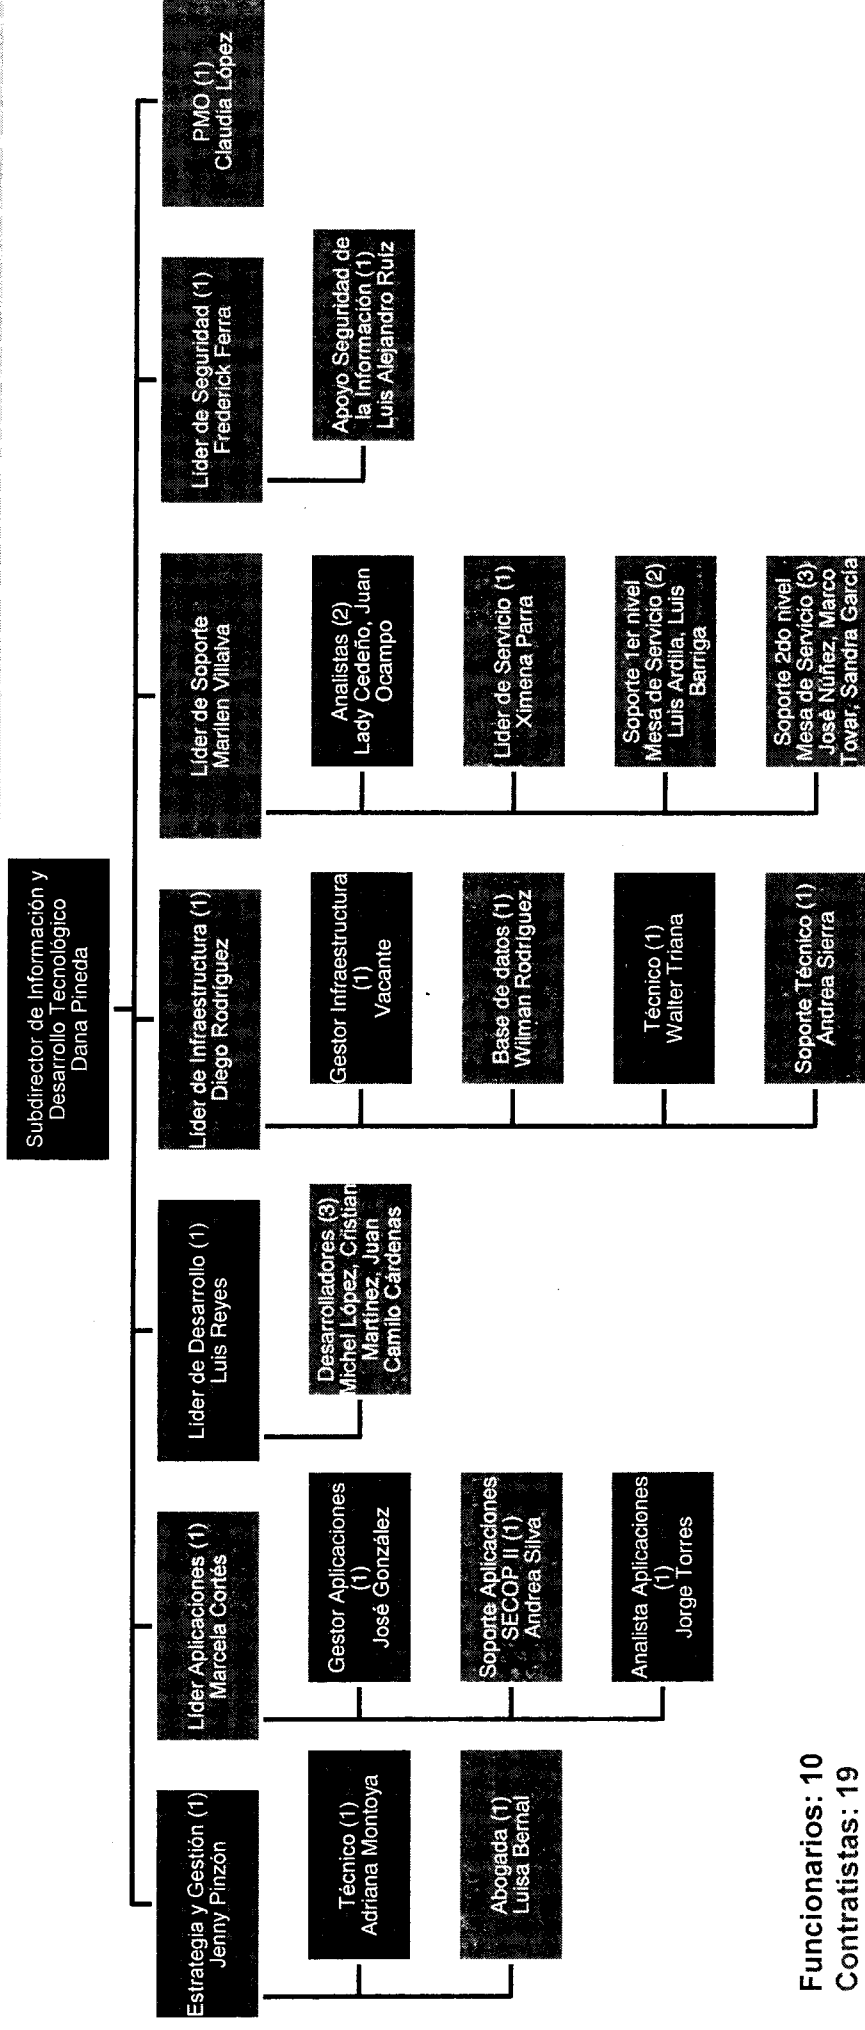 Subdirector de Información y
Desarrollo Tecnológico
Dana Pineda
Estrategia y Gestión (1)
Jenny Pinzón
Técnico (1)
Adriana Montoya
Abogada (1)
Luisa Bernal
Líder Aplicaciones (1)
Marcela Cortés
Gestor Aplicaciones
(1)
José González
Soporte Aplicaciones
SECOP II (1)
Andrea Silva
Analista Aplicaciones
(1)
Jorge Torres
Líder de Desarrollo (1)
Luis Reyes
Desarrolladores (3)
Michel López, Cristian
Martínez, Juan
Camilo Cárdenas
Líder de Infraestructura (1)
Diego Rodríguez
Gestor Infraestructura
(1)
Vacante
Base de datos (1)
Wilman Rodríguez
Técnico (1)
Walter Triana
Soporte Técnico (1)
Andrea Sierra
Líder de Soporte
Marilen Villalva
Analistas (2)
Lady Cedeño, Juan
Ocampo
Líder de Servicio (1)
Ximena Parra
Soporte 1er nivel
Mesa de Servicio (2)
Luis Ardila, Luis
Barriga
Soporte 2do nivel
Mesa de Servicio (3)
José Núñez, Marco
Tovar, Sandra García
Líder de Seguridad (1)
Frederick Ferra
Apoyo Seguridad de
la Información (1)
Luis Alejandro Ruíz
PMO (1)
Claudia López
Funcionarios: 10
Contratistas: 19